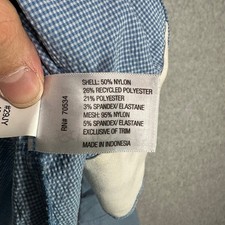 SHELL: 50% NYLON
26% RECYCLED POLYESTER
21% POLYESTER
3% SPANDEX/ ELASTANE
MESH: 95% NYLON
5% SPANDEX/ ELASTANE
EXCLUSIVE OF TRIM
MADE IN INDONESIA
RN# 70534
#29JY